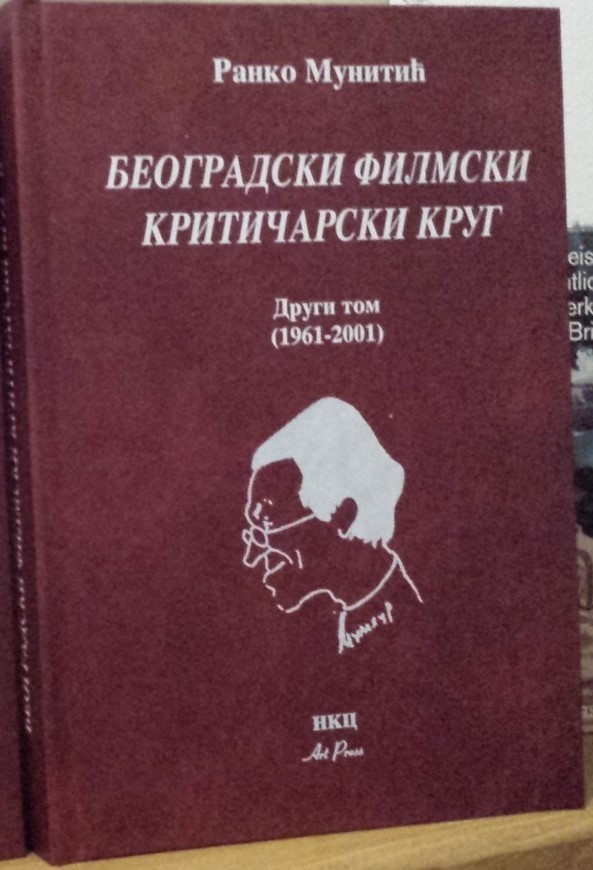 Ранко Мунитић
БЕОГРАДСКИ ФИЛМСКИ
КРИТИЧАРСКИ КРУГ
Други том
(1961-2001)
НКЦ
Art Press